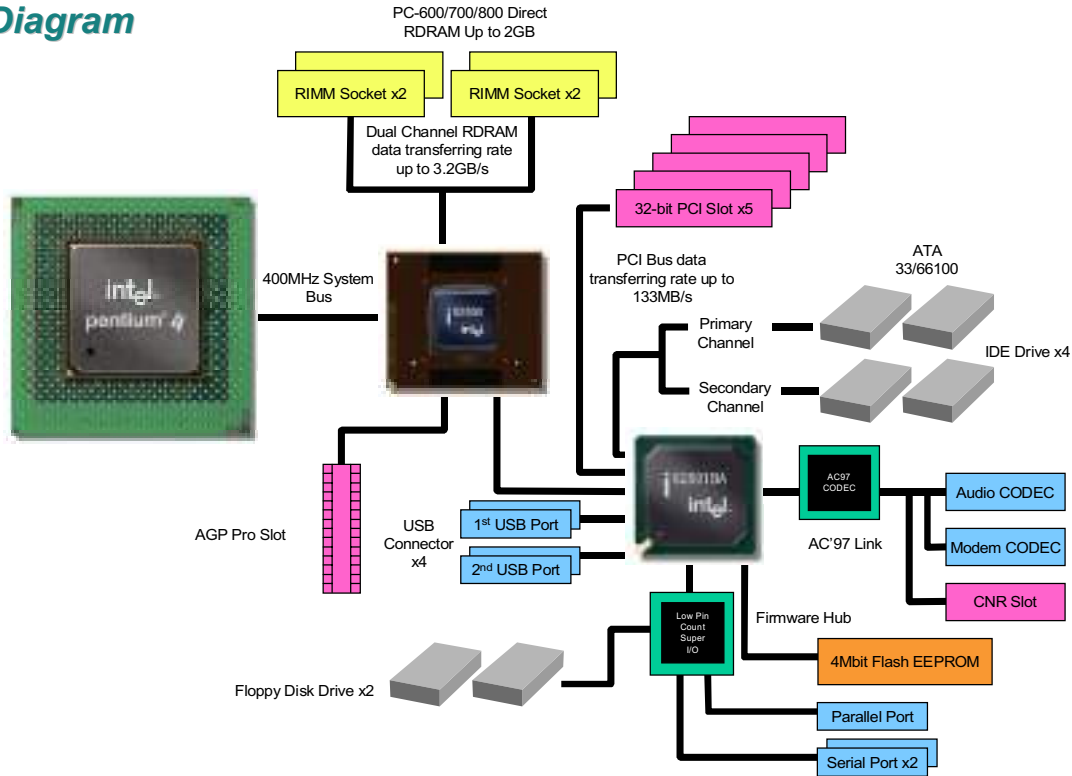 Diagram
PC-600/700/800 Direct
RDRAM Up to 2GB
RIMM Socket x2
RIMM Socket x2
Dual Channel RDRAM
data transferring rate
up to 3.2GB/s
32-bit PCI Slot x5
PCI Bus data
transferring rate up to
133MB/s
ATA
33/66100
intel
pentium 4
400MHz System
Bus
intel
Primary
Channel
IDE Drive x4
Secondary
Channel
intel
AC97
CODEC
AC'97 Link
Audio CODEC
Modem CODEC
CNR Slot
AGP Pro Slot
USB
Connector
x4
1st USB Port
2nd USB Port
Low Pin
Count
Super
I/O
Firmware Hub
4Mbit Flash EEPROM
Floppy Disk Drive x2
Parallel Port
Serial Port x2